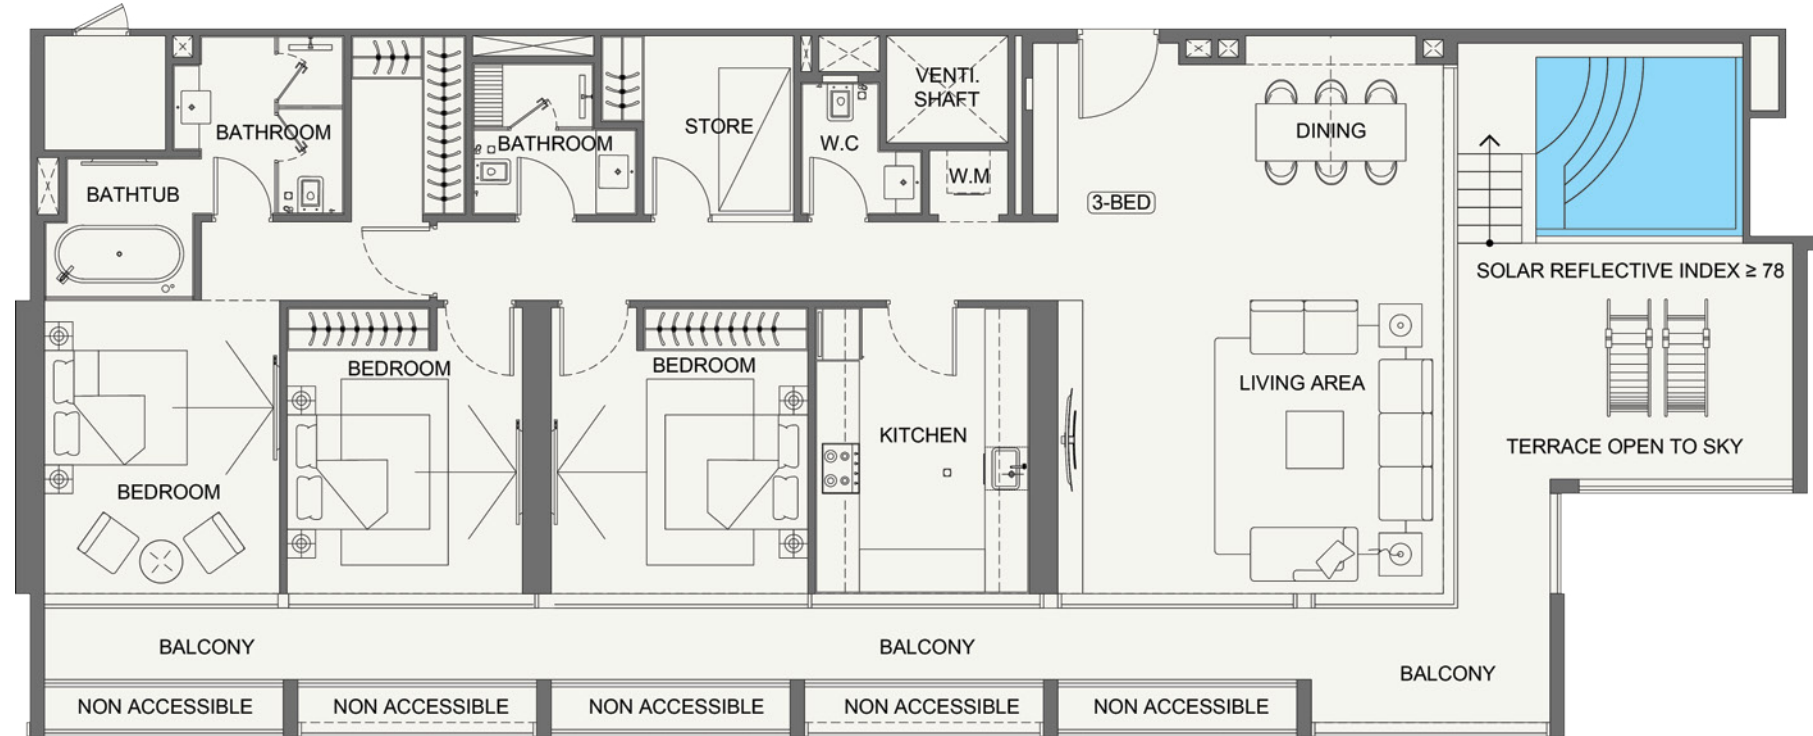 VENTI.
SHAFT
BATHROOM
STORE
DINING
BATHROOM
W.C
W.M
BATHTUB
3-BED
SOLAR REFLECTIVE INDEX ≥ 78
BEDROOM
BEDROOM
LIVING AREA
KITCHEN
TERRACE OPEN TO SKY
BEDROOM
BALCONY
BALCONY
BALCONY
NON ACCESSIBLE
NON ACCESSIBLE
NON ACCESSIBLE
NON ACCESSIBLE
NON ACCESSIBLE